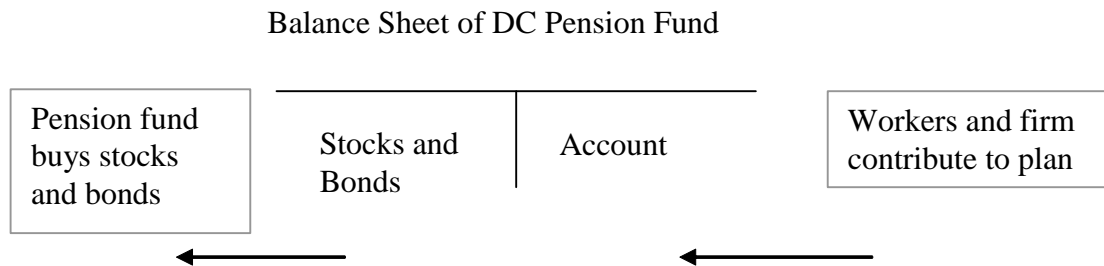 Balance Sheet of DC Pension Fund
Pension fund
buys stocks
and bonds
Stocks and
Bonds
Account
Workers and firm
contribute to plan